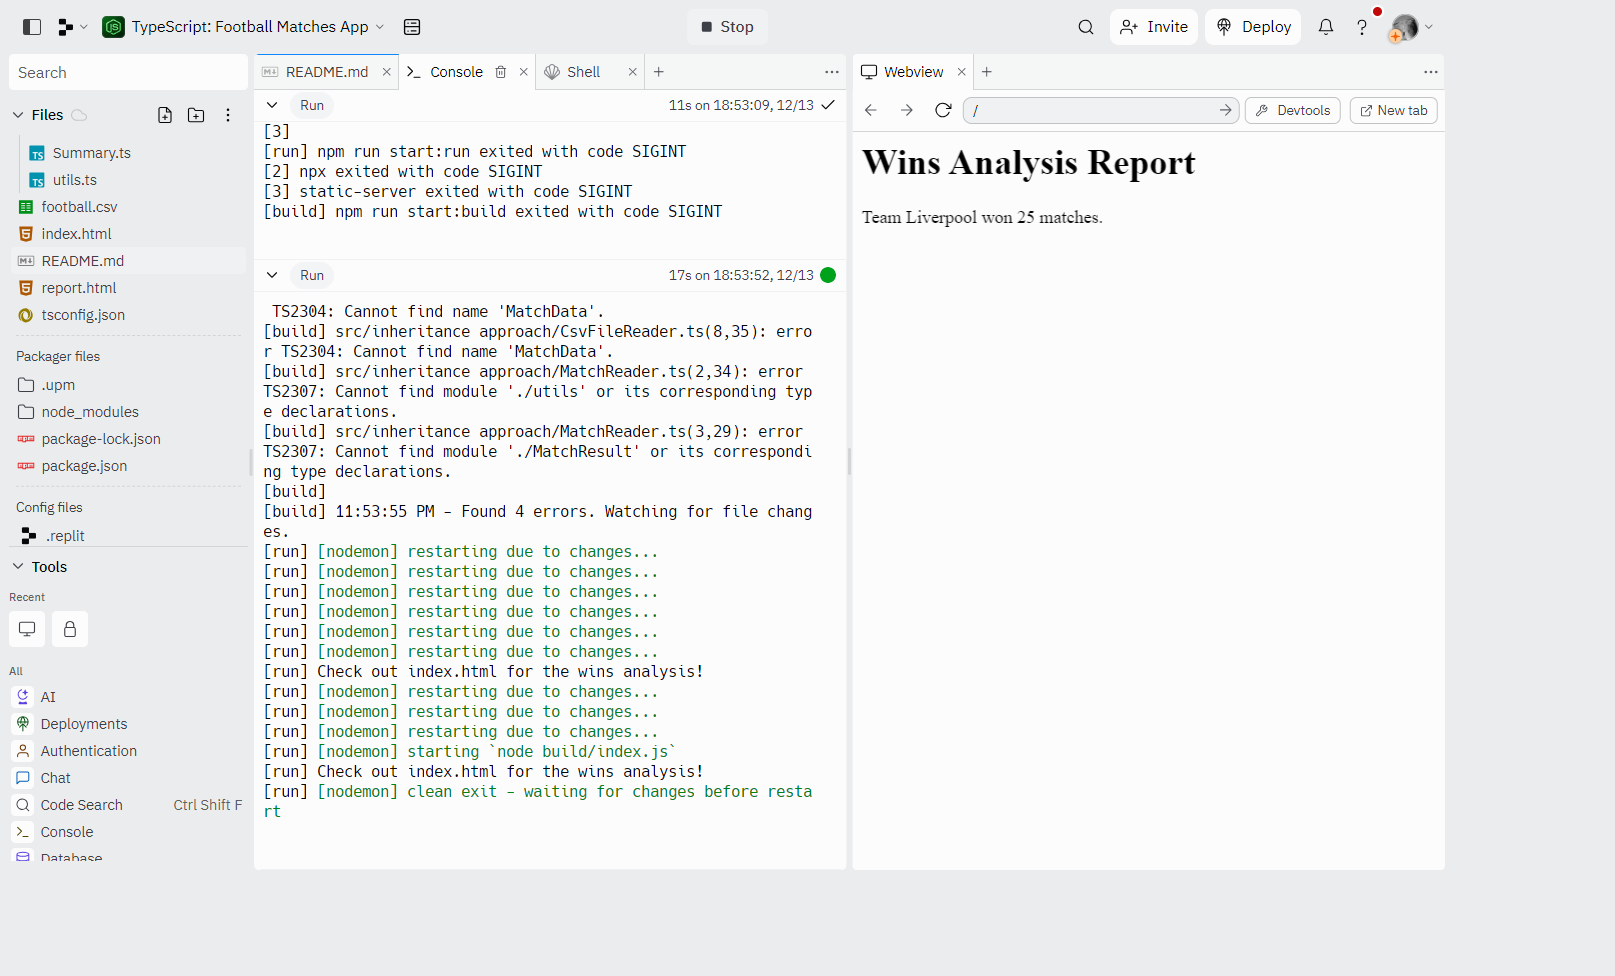 TypeScript: Football Matches App
Stop
Invite
Deploy
Search
Files
Summary.ts
utils.ts
football.csv
index.html
README.md
report.html
tsconfig.json
Packager files
.upm
node_modules
package-lock.json
package.json
Config files
.replit
Tools
Recent
All
AI
Deployments
Authentication
Chat
Code Search Ctrl Shift F
Console
Database
README.md
Console
Shell
Run 11s on 18:53:09, 12/13
[3]
[run] npm run start:run exited with code SIGINT
[2] npx exited with code SIGINT
[3] static-server exited with code SIGINT
[build] npm run start:build exited with code SIGINT
Run 17s on 18:53:52, 12/13
TS2304: Cannot find name 'MatchData'.
[build] src/inheritance approach/CsvFileReader.ts(8,35): erro
r TS2304: Cannot find name 'MatchData'.
[build] src/inheritance approach/MatchReader.ts(2,34): error
TS2307: Cannot find module './utils' or its corresponding typ
e declarations.
[build] src/inheritance approach/MatchReader.ts(3,29): error
TS2307: Cannot find module './MatchResult' or its correspondi
ng type declarations.
[build]
[build] 11:53:55 PM - Found 4 errors. Watching for file chang
es.
[run] [nodemon] restarting due to changes...
[run] [nodemon] restarting due to changes...
[run] [nodemon] restarting due to changes...
[run] [nodemon] restarting due to changes...
[run] [nodemon] restarting due to changes...
[run] [nodemon] restarting due to changes...
[run] Check out index.html for the wins analysis!
[run] [nodemon] restarting due to changes...
[run] [nodemon] restarting due to changes...
[run] [nodemon] restarting due to changes...
[run] [nodemon] starting `node build/index.js`
[run] Check out index.html for the wins analysis!
[run] [nodemon] clean exit - waiting for changes before resta
rt
Webview
/
Devtools
New tab
Wins Analysis Report
Team Liverpool won 25 matches.